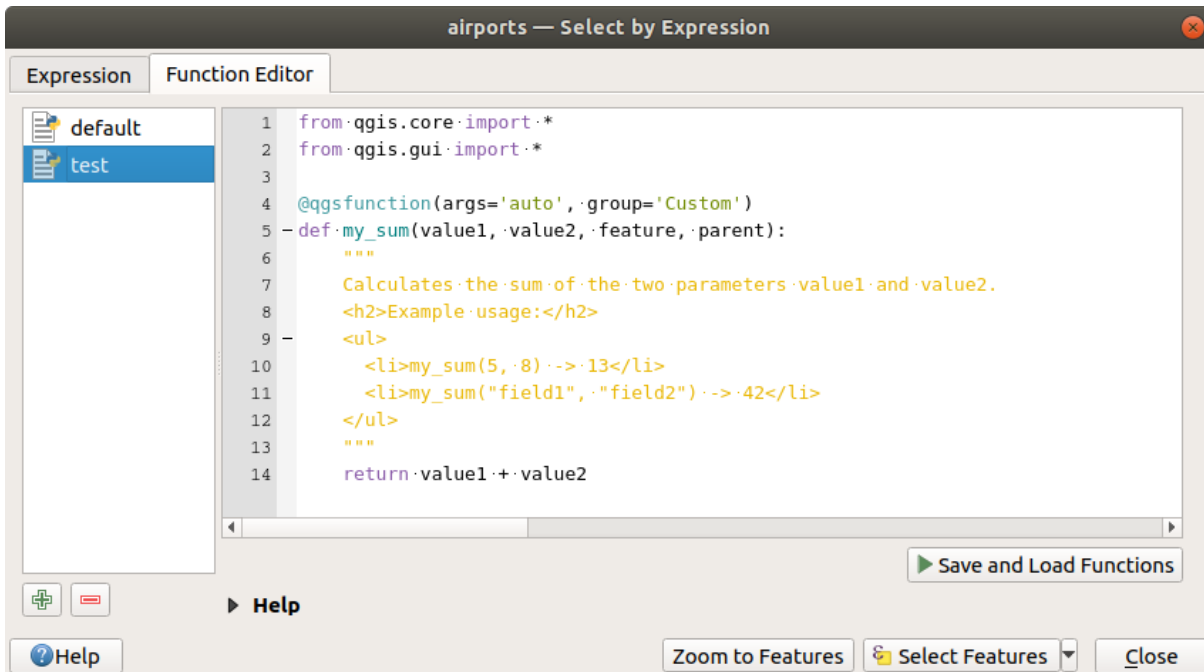 airports — Select by Expression
Expression
Function Editor
default
test
1 from qgis.core import *
2 from qgis.gui import *
3
4 @qgsfunction(args='auto', group='Custom')
5 def my_sum(value1, value2, feature, parent):
6 """
7 Calculates the sum of the two parameters value1 and value2.
8 <h2>Example usage:</h2>
9 <ul>
10 <li>my_sum(5, 8) -> 13</li>
11 <li>my_sum("field1", "field2") -> 42</li>
12 </ul>
13 """
14 return value1 + value2
Save and Load Functions
Help
Help
Zoom to Features
Select Features
Close